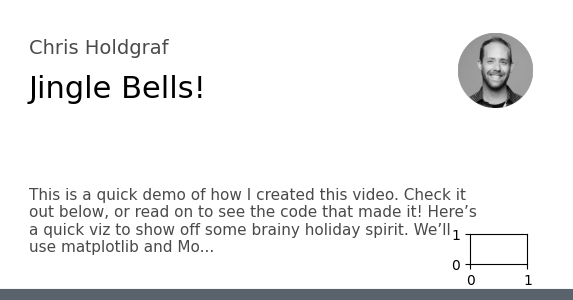 Chris Holdgraf
Jingle Bells!
This is a quick demo of how I created this video. Check it
out below, or read on to see the code that made it! Here’s
a quick viz to show off some brainy holiday spirit. We’ll
use matplotlib and Mo...
1
0
0 1